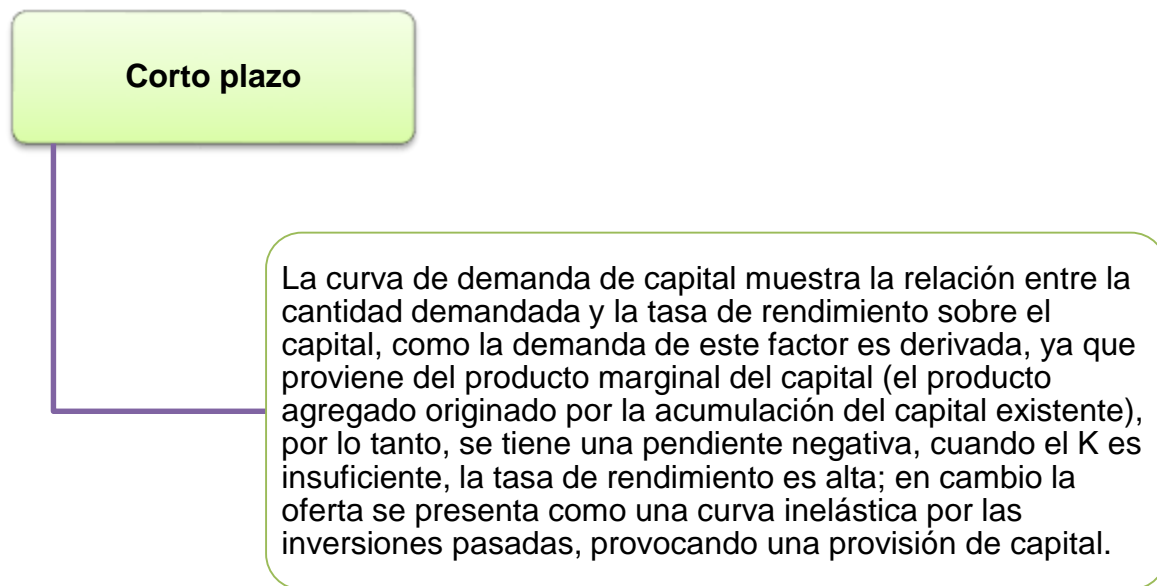 Corto plazo
La curva de demanda de capital muestra la relación entre la
cantidad demandada y la tasa de rendimiento sobre el
capital, como la demanda de este factor es derivada, ya que
proviene del producto marginal del capital (el producto
agregado originado por la acumulación del capital existente),
por lo tanto, se tiene una pendiente negativa, cuando el K es
insuficiente, la tasa de rendimiento es alta; en cambio la
oferta se presenta como una curva inelástica por las
inversiones pasadas, provocando una provisión de capital.